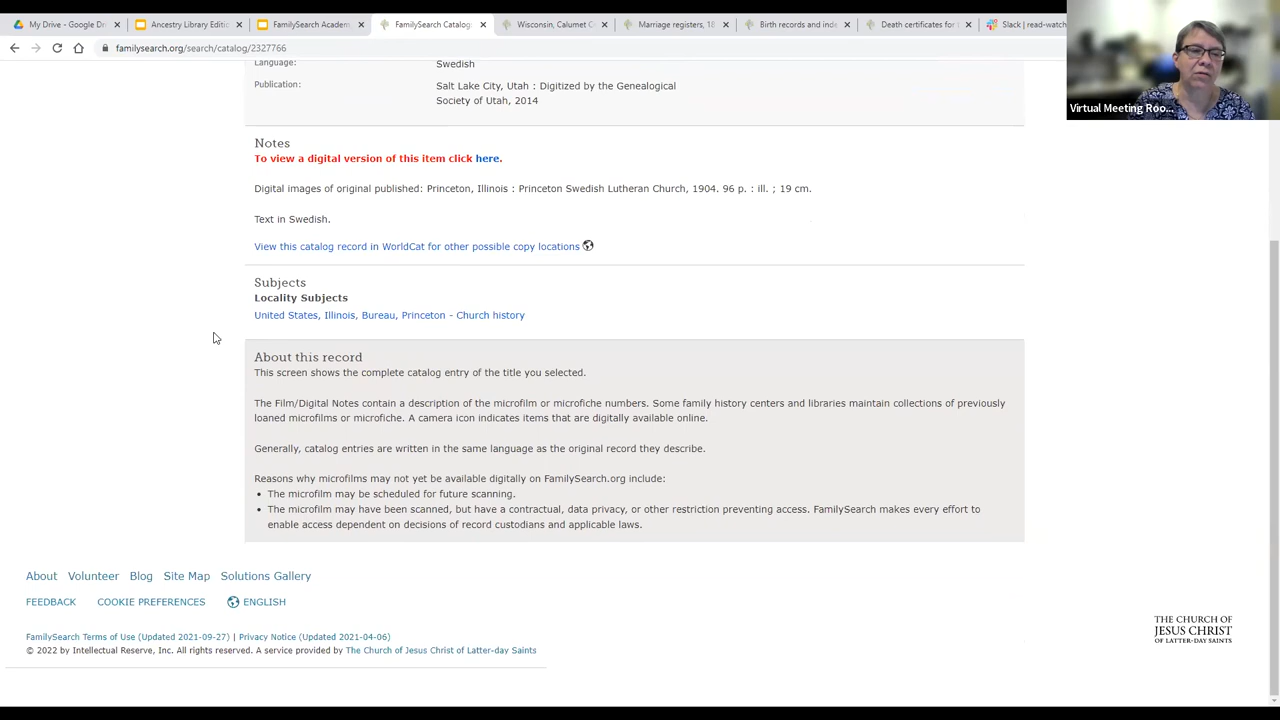 My Drive - Google Dri
Ancestry Library Editio
FamilySearch Academ
FamilySearch Catalog:
Wisconsin, Calumet C
Marriage registers, 18
Birth records and inde
Death certificates for t
Slack | read-watch
familysearch.org/search/catalog/2327766
Virtual Meeting Roo...
Language: Swedish
Publication: Salt Lake City, Utah : Digitized by the Genealogical
Society of Utah, 2014
Notes
To view a digital version of this item click here.
Digital images of original published: Princeton, Illinois : Princeton Swedish Lutheran Church, 1904. 96 p. : ill. ; 19 cm.
Text in Swedish.
View this catalog record in WorldCat for other possible copy locations
Subjects
Locality Subjects
United States, Illinois, Bureau, Princeton - Church history
About this record
This screen shows the complete catalog entry of the title you selected.
The Film/Digital Notes contain a description of the microfilm or microfiche numbers. Some family history centers and libraries maintain collections of previously
loaned microfilms or microfiche. A camera icon indicates items that are digitally available online.
Generally, catalog entries are written in the same language as the original record they describe.
Reasons why microfilms may not yet be available digitally on FamilySearch.org include:
• The microfilm may be scheduled for future scanning.
• The microfilm may have been scanned, but have a contractual, data privacy, or other restriction preventing access. FamilySearch makes every effort to
enable access dependent on decisions of record custodians and applicable laws.
About Volunteer Blog Site Map Solutions Gallery
FEEDBACK COOKIE PREFERENCES ENGLISH
FamilySearch Terms of Use (Updated 2021-09-27) | Privacy Notice (Updated 2021-04-06)
© 2022 by Intellectual Reserve, Inc. All rights reserved. A service provided by The Church of Jesus Christ of Latter-day Saints
THE CHURCH OF
JESUS CHRIST
OF LATTER-DAY SAINTS